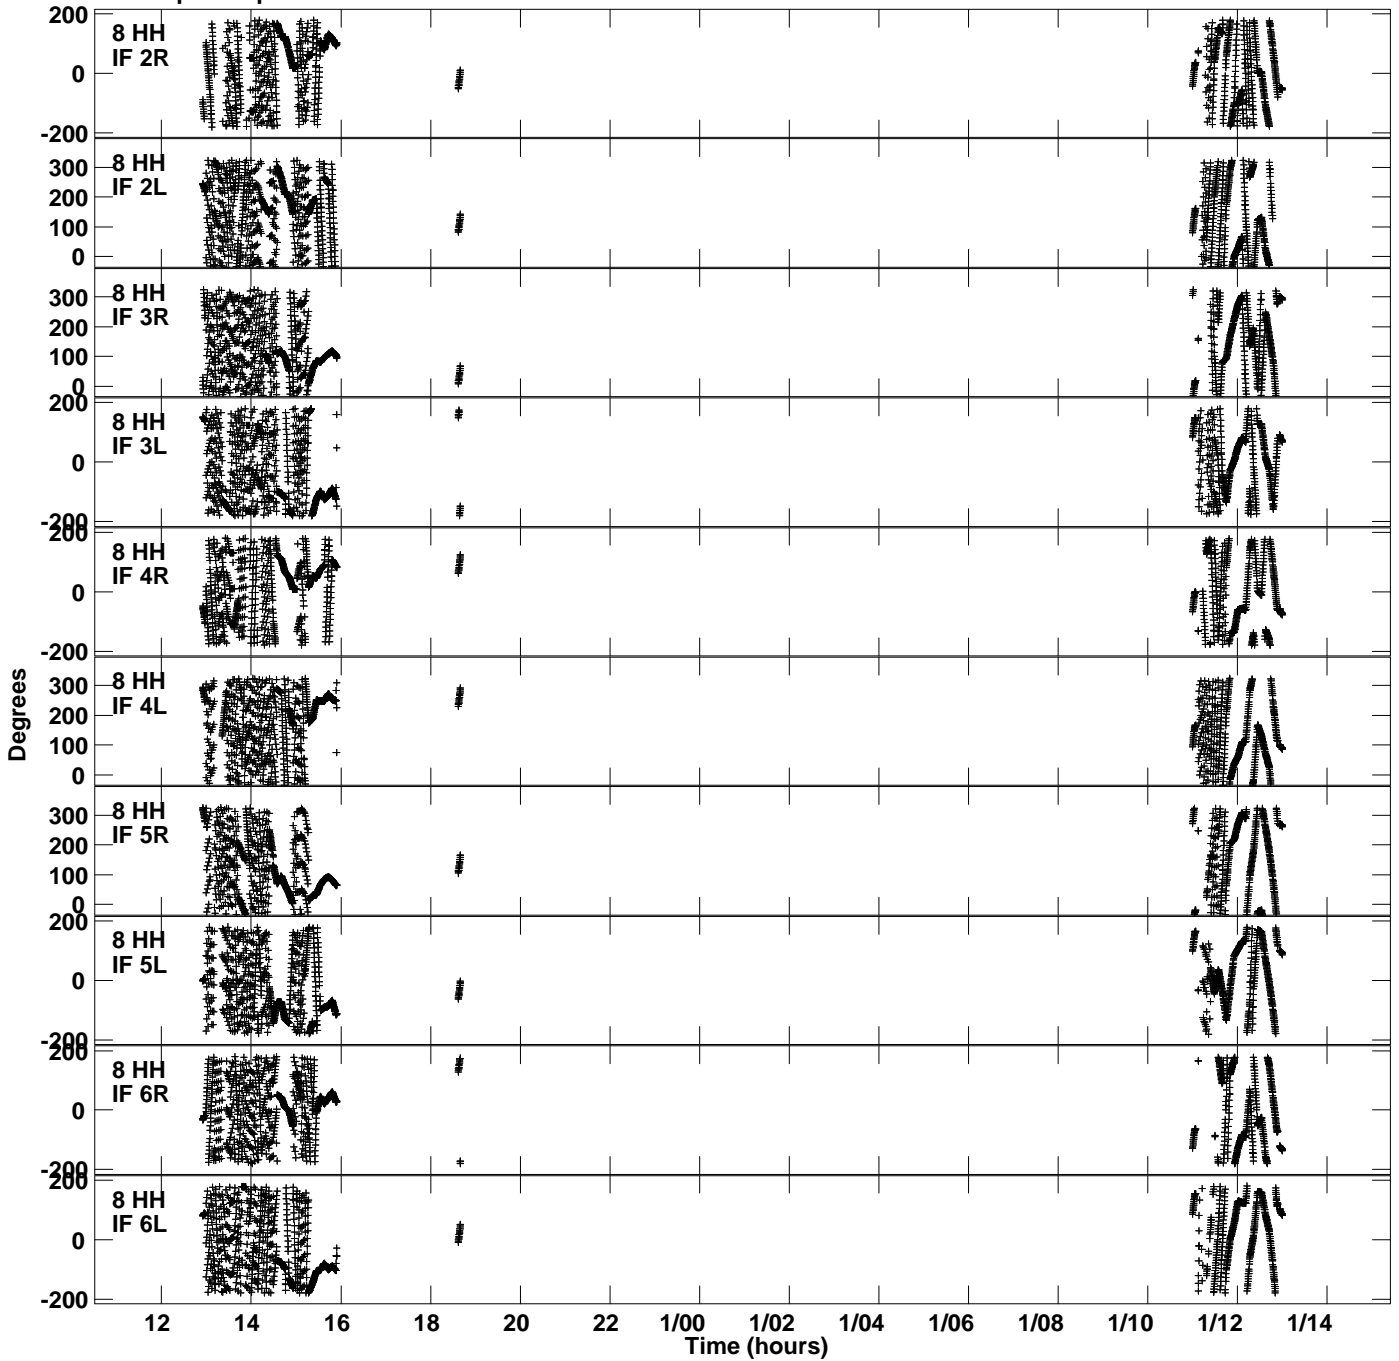 200
8 HH
IF 2R
0
-200
8 HH
IF 2L
300
200
100
0
8 HH
IF 3R
300
200
100
0
200
8 HH
IF 3L
0
-200
200
8 HH
IF 4R
0
-200
8 HH
IF 4L
300
200
100
0
8 HH
IF 5R
300
200
100
0
200
8 HH
IF 5L
0
-200
200
8 HH
IF 6R
0
-200
200
8 HH
IF 6L
0
-200
Degrees
12 14 16 18 20 22 1/00 1/02 1/04 1/06 1/08 1/10 1/12 1/14
Time (hours)